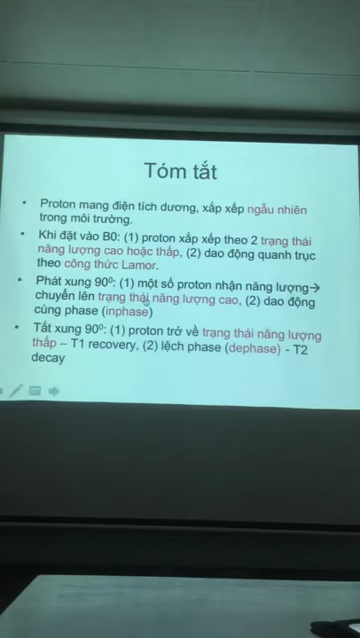 Tóm tắt
• Proton mang điện tích dương, xắp xếp ngẫu nhiên
trong môi trường.
• Khi đặt vào B0: (1) proton xắp xếp theo 2 trạng thái
năng lượng cao hoặc thấp, (2) dao động quanh trục
theo công thức Lamor.
• Phát xung 90⁰: (1) một số proton nhận năng lượng→
chuyển lên trạng thái năng lượng cao, (2) dao động
cùng phase (inphase)
• Tắt xung 90⁰: (1) proton trở về trạng thái năng lượng
thấp – T1 recovery, (2) lệch phase (dephase) - T2
decay